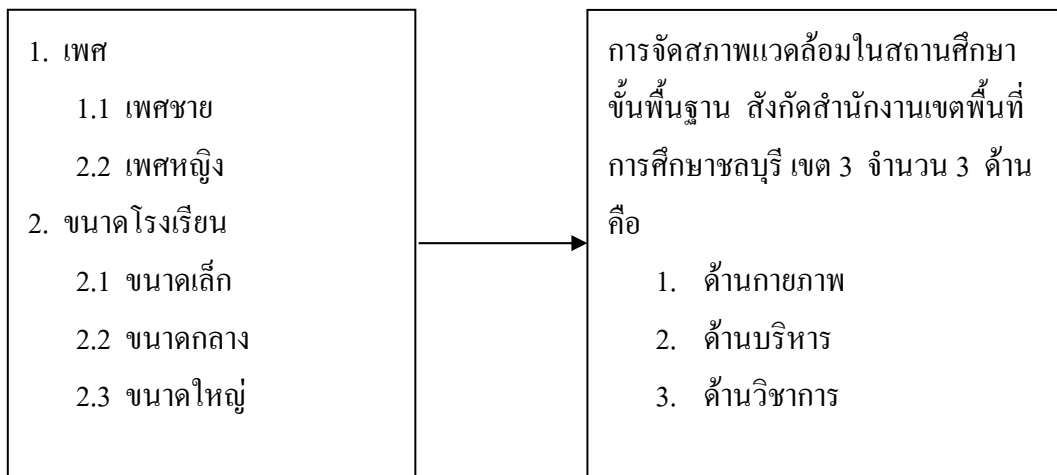 1. เพศ
1.1 เพศชาย
2.2 เพศหญิง
2. ขนาดโรงเรียน
2.1 ขนาดเล็ก
2.2 ขนาดกลาง
2.3 ขนาดใหญ่
การจัดสภาพแวดล้อมในสถานศึกษา
ขั้นพื้นฐาน สังกัดสำนักงานเขตพื้นที่
การศึกษาชลบุรี เขต 3 จำนวน 3 ด้าน
คือ
1. ด้านกายภาพ
2. ด้านบริหาร
3. ด้านวิชาการ